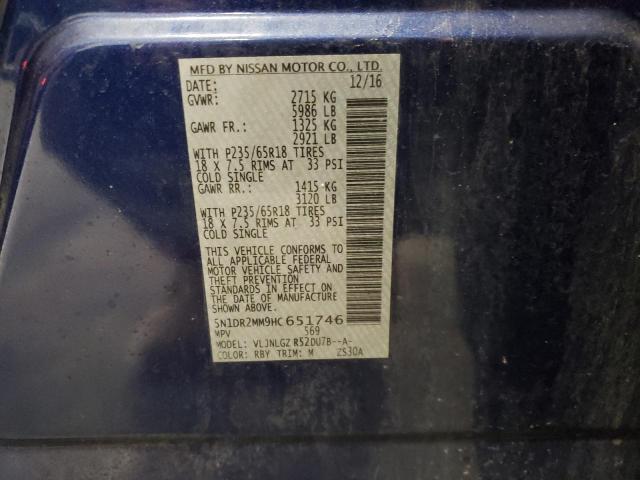 MFD BY NISSAN MOTOR CO., LTD.
DATE: 12/16
GVWR: 2715 KG
5986 LB
GAWR FR.: 1325 KG
2921 LB
WITH P235/65R18 TIRES
18 X 7.5 RIMS AT 33 PSI
COLD SINGLE
GAWR RR.: 1415 KG
3120 LB
WITH P235/65R18 TIRES
18 X 7.5 RIMS AT 33 PSI
COLD SINGLE
THIS VEHICLE CONFORMS TO
ALL APPLICABLE FEDERAL
MOTOR VEHICLE SAFETY AND
THEFT PREVENTION
STANDARDS IN EFFECT ON
THE DATE OF MANUFACTURE
5N1DR2MM9HC651746
MPV 569
MODEL: VLJNLGZ R52DU7B--A-
COLOR: RBY TRIM: M ZS30A